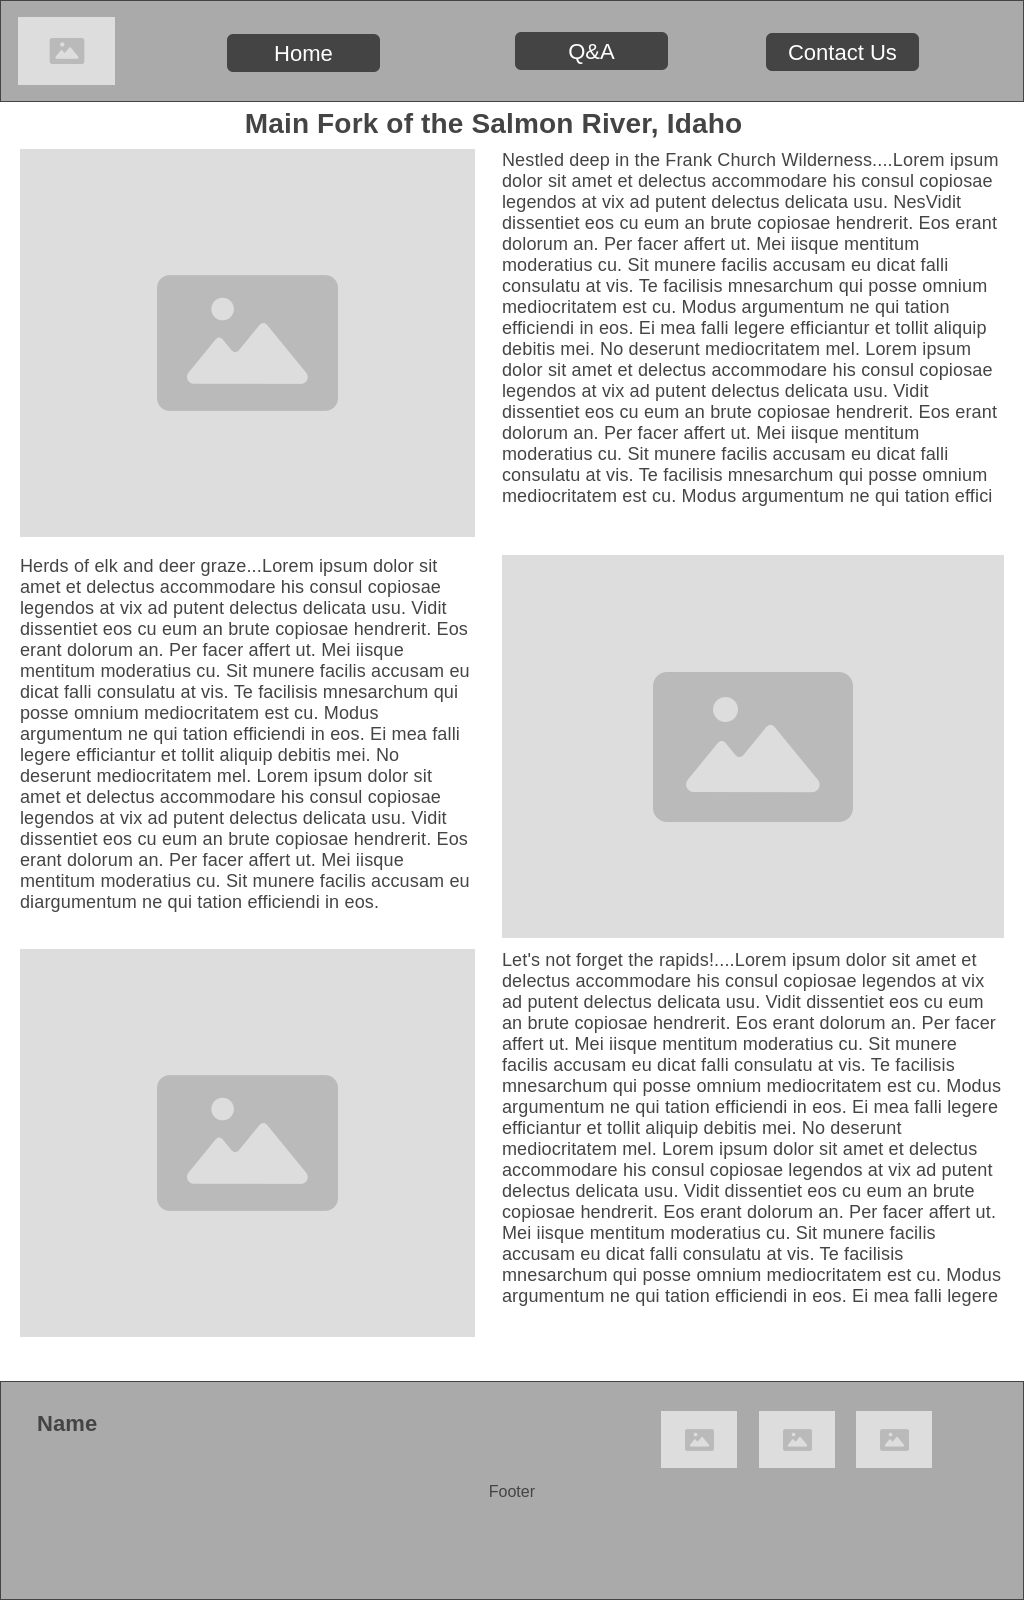 Home
Q&A
Contact Us
Main Fork of the Salmon River, Idaho
Nestled deep in the Frank Church Wilderness....Lorem ipsum
dolor sit amet et delectus accommodare his consul copiosae
legendos at vix ad putent delectus delicata usu. NesVidit
dissentiet eos cu eum an brute copiosae hendrerit. Eos erant
dolorum an. Per facer affert ut. Mei iisque mentitum
moderatius cu. Sit munere facilis accusam eu dicat falli
consulatu at vis. Te facilisis mnesarchum qui posse omnium
mediocritatem est cu. Modus argumentum ne qui tation
efficiendi in eos. Ei mea falli legere efficiantur et tollit aliquip
debitis mei. No deserunt mediocritatem mel. Lorem ipsum
dolor sit amet et delectus accommodare his consul copiosae
legendos at vix ad putent delectus delicata usu. Vidit
dissentiet eos cu eum an brute copiosae hendrerit. Eos erant
dolorum an. Per facer affert ut. Mei iisque mentitum
moderatius cu. Sit munere facilis accusam eu dicat falli
consulatu at vis. Te facilisis mnesarchum qui posse omnium
mediocritatem est cu. Modus argumentum ne qui tation effici
Herds of elk and deer graze...Lorem ipsum dolor sit
amet et delectus accommodare his consul copiosae
legendos at vix ad putent delectus delicata usu. Vidit
dissentiet eos cu eum an brute copiosae hendrerit. Eos
erant dolorum an. Per facer affert ut. Mei iisque
mentitum moderatius cu. Sit munere facilis accusam eu
dicat falli consulatu at vis. Te facilisis mnesarchum qui
posse omnium mediocritatem est cu. Modus
argumentum ne qui tation efficiendi in eos. Ei mea falli
legere efficiantur et tollit aliquip debitis mei. No
deserunt mediocritatem mel. Lorem ipsum dolor sit
amet et delectus accommodare his consul copiosae
legendos at vix ad putent delectus delicata usu. Vidit
dissentiet eos cu eum an brute copiosae hendrerit. Eos
erant dolorum an. Per facer affert ut. Mei iisque
mentitum moderatius cu. Sit munere facilis accusam eu
diargumentum ne qui tation efficiendi in eos.
Let's not forget the rapids!....Lorem ipsum dolor sit amet et
delectus accommodare his consul copiosae legendos at vix
ad putent delectus delicata usu. Vidit dissentiet eos cu eum
an brute copiosae hendrerit. Eos erant dolorum an. Per facer
affert ut. Mei iisque mentitum moderatius cu. Sit munere
facilis accusam eu dicat falli consulatu at vis. Te facilisis
mnesarchum qui posse omnium mediocritatem est cu. Modus
argumentum ne qui tation efficiendi in eos. Ei mea falli legere
efficiantur et tollit aliquip debitis mei. No deserunt
mediocritatem mel. Lorem ipsum dolor sit amet et delectus
accommodare his consul copiosae legendos at vix ad putent
delectus delicata usu. Vidit dissentiet eos cu eum an brute
copiosae hendrerit. Eos erant dolorum an. Per facer affert ut.
Mei iisque mentitum moderatius cu. Sit munere facilis
accusam eu dicat falli consulatu at vis. Te facilisis
mnesarchum qui posse omnium mediocritatem est cu. Modus
argumentum ne qui tation efficiendi in eos. Ei mea falli legere
Name
Footer